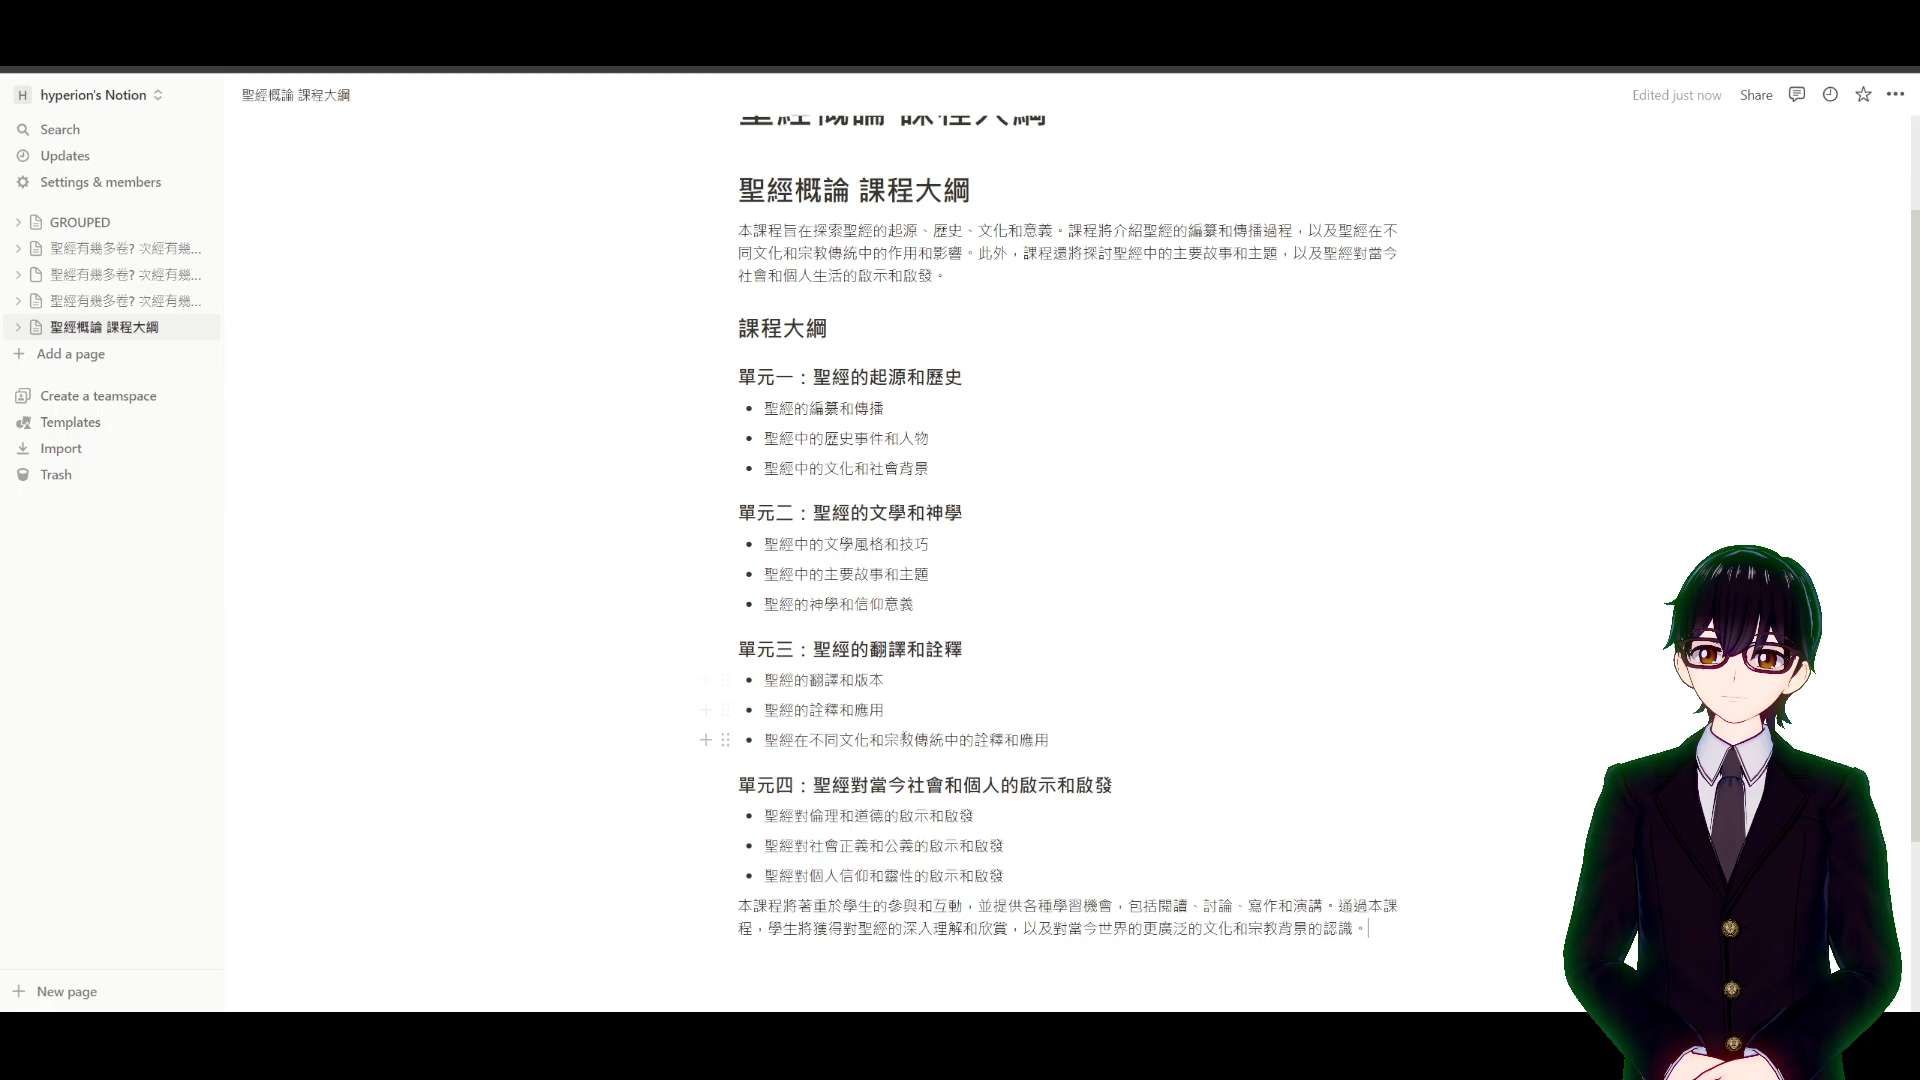 hyperion's Notion
Search
Updates
Settings & members
GROUPED
聖經有幾多卷? 次經有幾...
聖經有幾多卷? 次經有幾...
聖經有幾多卷? 次經有幾...
聖經概論 課程大綱
Add a page
Create a teamspace
Templates
Import
Trash
New page
聖經概論 課程大綱
Edited just now
Share
聖經概論 課程大綱
聖經概論 課程大綱
本課程旨在探索聖經的起源、歷史、文化和意義。課程將介紹聖經的編纂和傳播過程，以及聖經在不
同文化和宗教傳統中的作用和影響。此外，課程還將探討聖經中的主要故事和主題，以及聖經對當今
社會和個人生活的啟示和啟發。
課程大綱
單元一：聖經的起源和歷史
聖經的編纂和傳播
聖經中的歷史事件和人物
聖經中的文化和社會背景
單元二：聖經的文學和神學
聖經中的文學風格和技巧
聖經中的主要故事和主題
聖經的神學和信仰意義
單元三：聖經的翻譯和詮釋
聖經的翻譯和版本
聖經的詮釋和應用
聖經在不同文化和宗教傳統中的詮釋和應用
單元四：聖經對當今社會和個人的啟示和啟發
聖經對倫理和道德的啟示和啟發
聖經對社會正義和公義的啟示和啟發
聖經對個人信仰和靈性的啟示和啟發
本課程將著重於學生的參與和互動，並提供各種學習機會，包括閱讀、討論、寫作和演講。通過本課
程，學生將獲得對聖經的深入理解和欣賞，以及對當今世界的更廣泛的文化和宗教背景的認識。